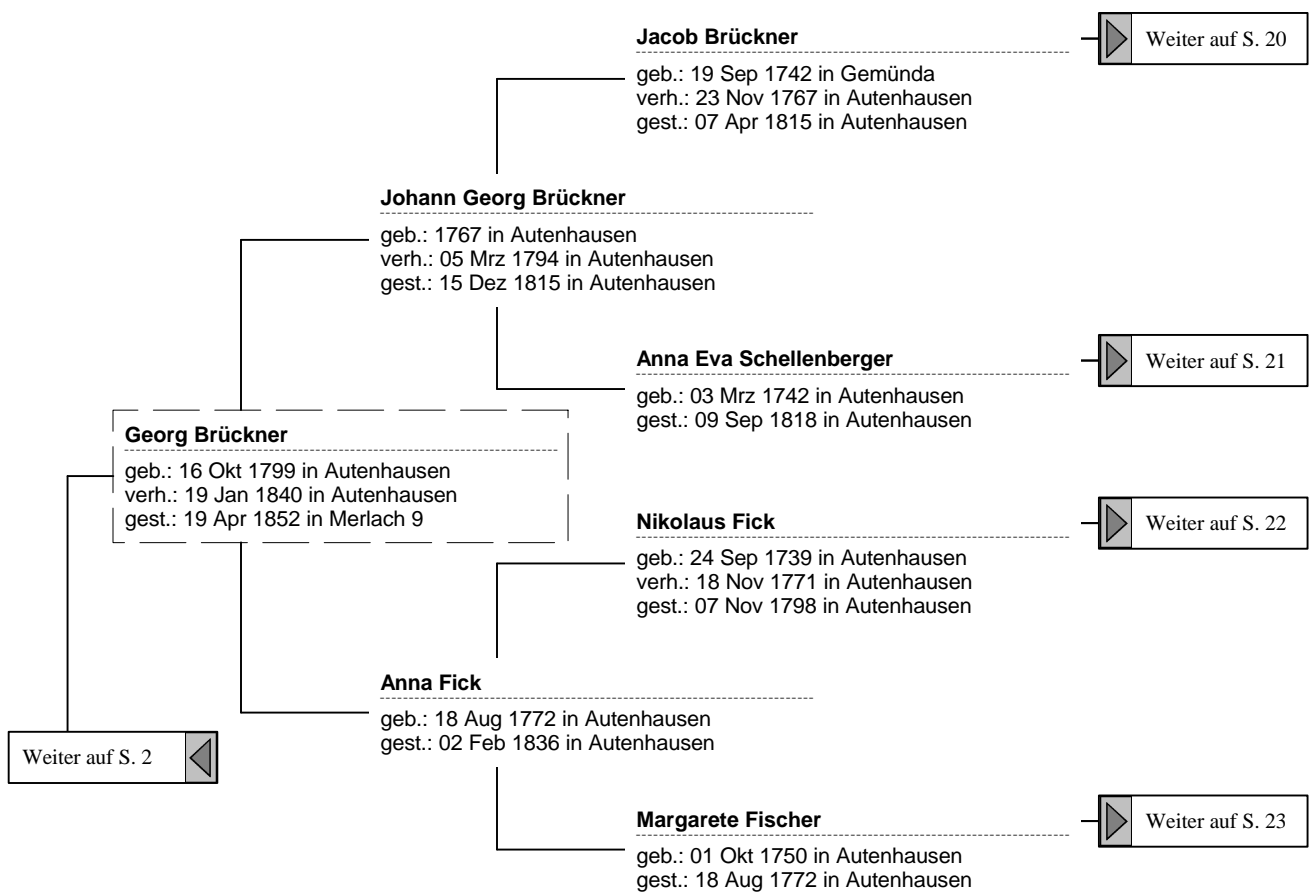 Jacob Brückner
Weiter auf S. 20
geb.: 19 Sep 1742 in Gemünda
verh.: 23 Nov 1767 in Autenhausen
gest.: 07 Apr 1815 in Autenhausen
Johann Georg Brückner
geb.: 1767 in Autenhausen
verh.: 05 Mrz 1794 in Autenhausen
gest.: 15 Dez 1815 in Autenhausen
Anna Eva Schellenberger
Weiter auf S. 21
geb.: 03 Mrz 1742 in Autenhausen
gest.: 09 Sep 1818 in Autenhausen
Georg Brückner
geb.: 16 Okt 1799 in Autenhausen
verh.: 19 Jan 1840 in Autenhausen
gest.: 19 Apr 1852 in Merlach 9
Nikolaus Fick
Weiter auf S. 22
geb.: 24 Sep 1739 in Autenhausen
verh.: 18 Nov 1771 in Autenhausen
gest.: 07 Nov 1798 in Autenhausen
Anna Fick
geb.: 18 Aug 1772 in Autenhausen
gest.: 02 Feb 1836 in Autenhausen
Weiter auf S. 2
Margarete Fischer
Weiter auf S. 23
geb.: 01 Okt 1750 in Autenhausen
gest.: 18 Aug 1772 in Autenhausen